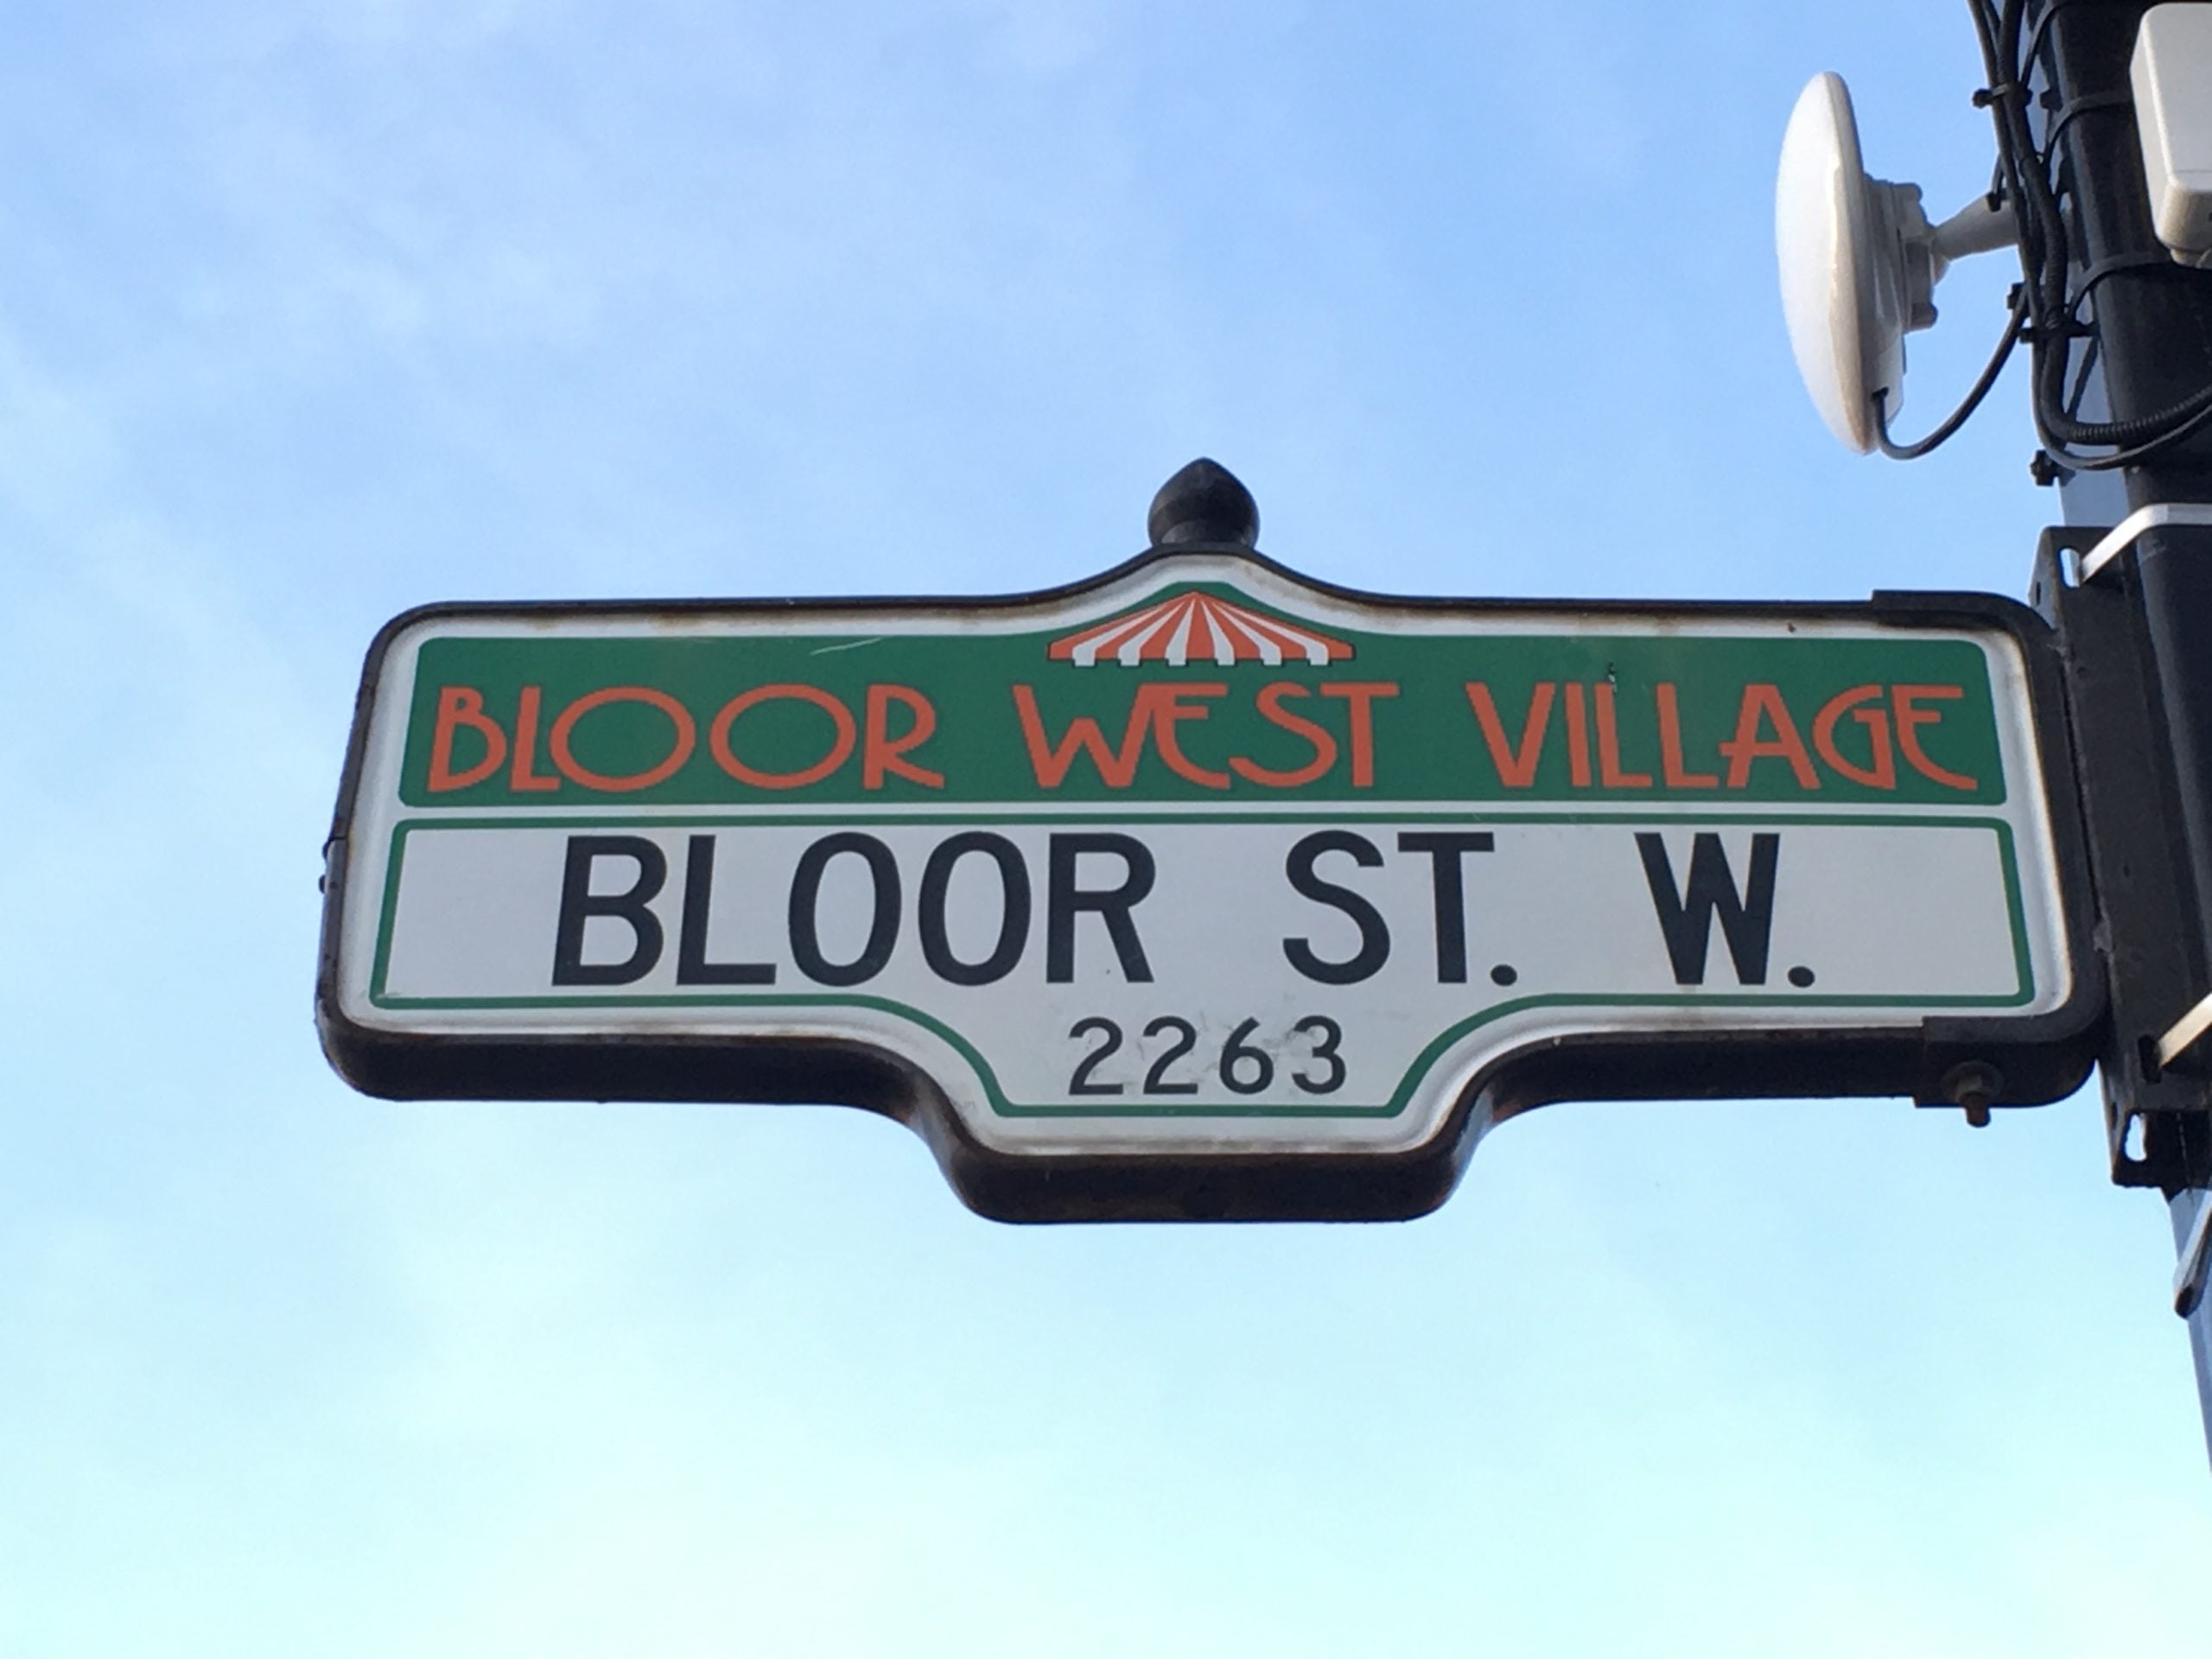 BLOOR WEST VILLAGE
BLOOR ST. W.
2263